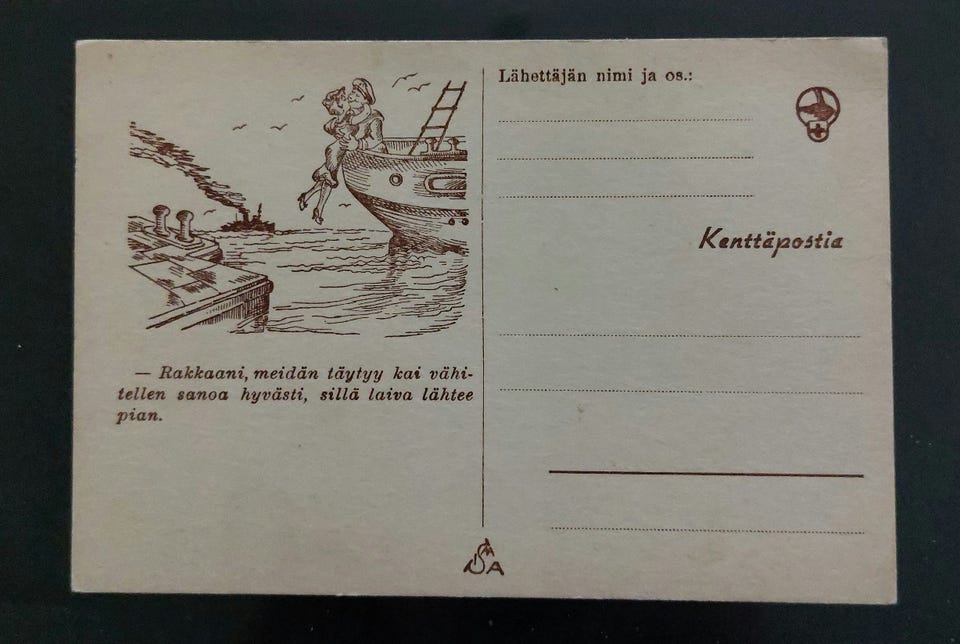 Lähettäjän nimi ja os.:
Kenttäpostia
— Rakkaani, meidän täytyy kai vähi-
tellen sanoa hyvästi, sillä laiva lähtee
pian.